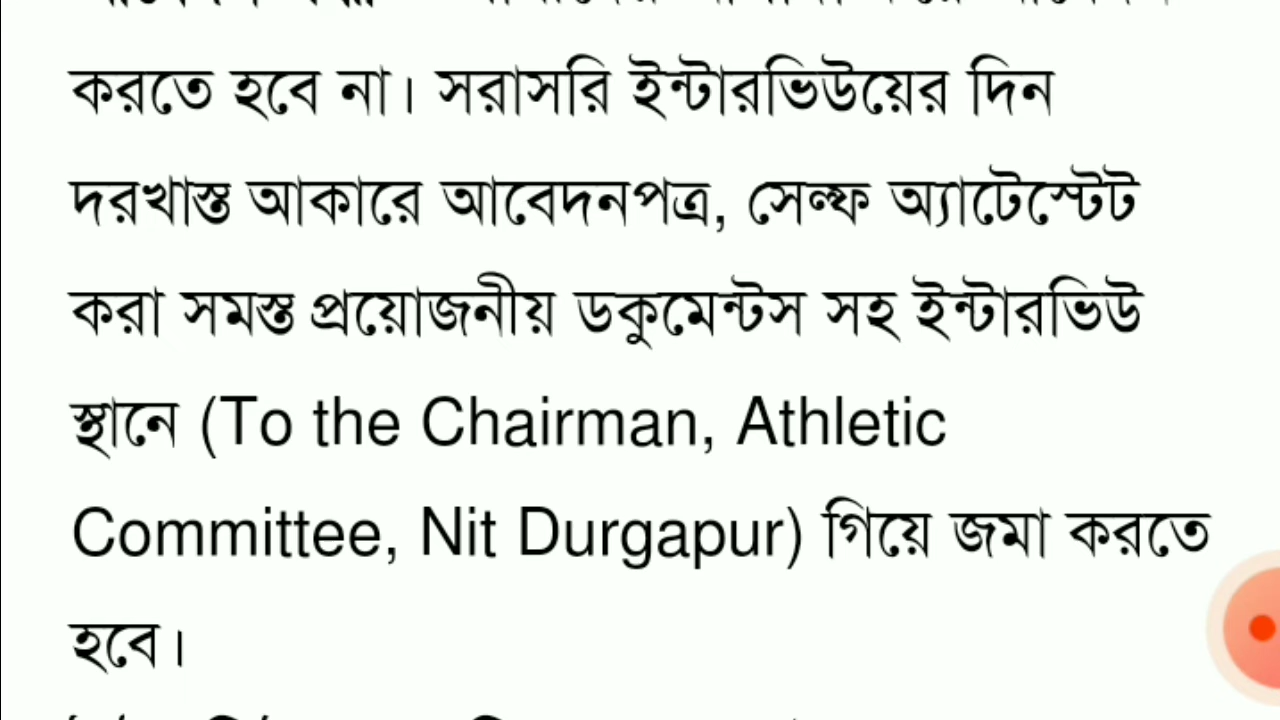 করতে হবে না। সরাসরি ইন্টারভিউয়ের দিন
দরখাস্ত আকারে আবেদনপত্র, সেল্ফ অ্যাটেস্টেট
করা সমস্ত প্রয়োজনীয় ডকুমেন্টস সহ ইন্টারভিউ
স্থানে (To the Chairman, Athletic
Committee, Nit Durgapur) গিয়ে জমা করতে
হবে।